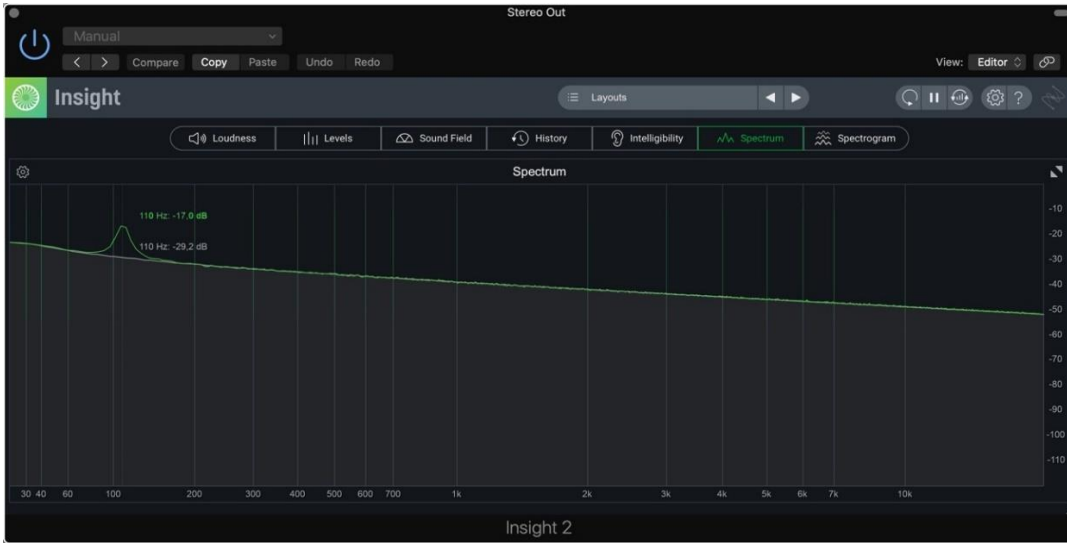 Stereo Out
Manual
Compare Copy Paste Undo Redo View: Editor
Insight Layouts ?
Loudness Levels Sound Field History Intelligibility Spectrum Spectrogram
Spectrum
110 Hz: -17,0 dB
110 Hz: -29,2 dB
-10
-20
-30
-40
-50
-60
-70
-80
-90
-100
-110
30 40 60 100 200 300 400 500 600 700 1k 2k 3k 4k 5k 6k 7k 10k
Insight 2